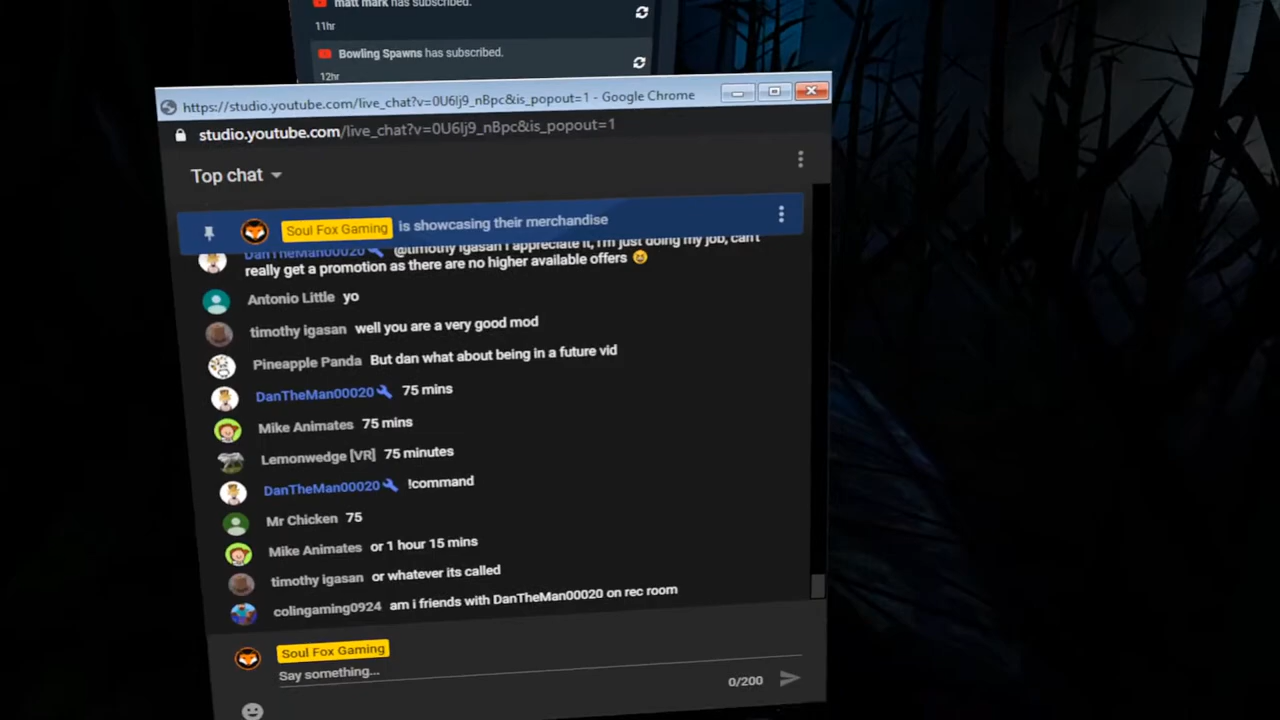 matt mark has subscribed.
11hr
Bowling Spawns has subscribed.
12hr
https://studio.youtube.com/live_chat?v=0U6Ij9_nBpc&is_popout=1 - Google Chrome
studio.youtube.com/live_chat?v=0U6Ij9_nBpc&is_popout=1
Top chat
Soul Fox Gaming is showcasing their merchandise
DanTheMan00020 @timothy igasan I appreciate it, I'm just doing my job, can't
really get a promotion as there are no higher available offers
Antonio Little yo
timothy igasan well you are a very good mod
Pineapple Panda But dan what about being in a future vid
DanTheMan00020 75 mins
Mike Animates 75 mins
Lemonwedge [VR] 75 minutes
DanTheMan00020 !command
Mr Chicken 75
Mike Animates or 1 hour 15 mins
timothy igasan or whatever its called
colingaming0924 am i friends with DanTheMan00020 on rec room
Soul Fox Gaming
Say something...
0/200